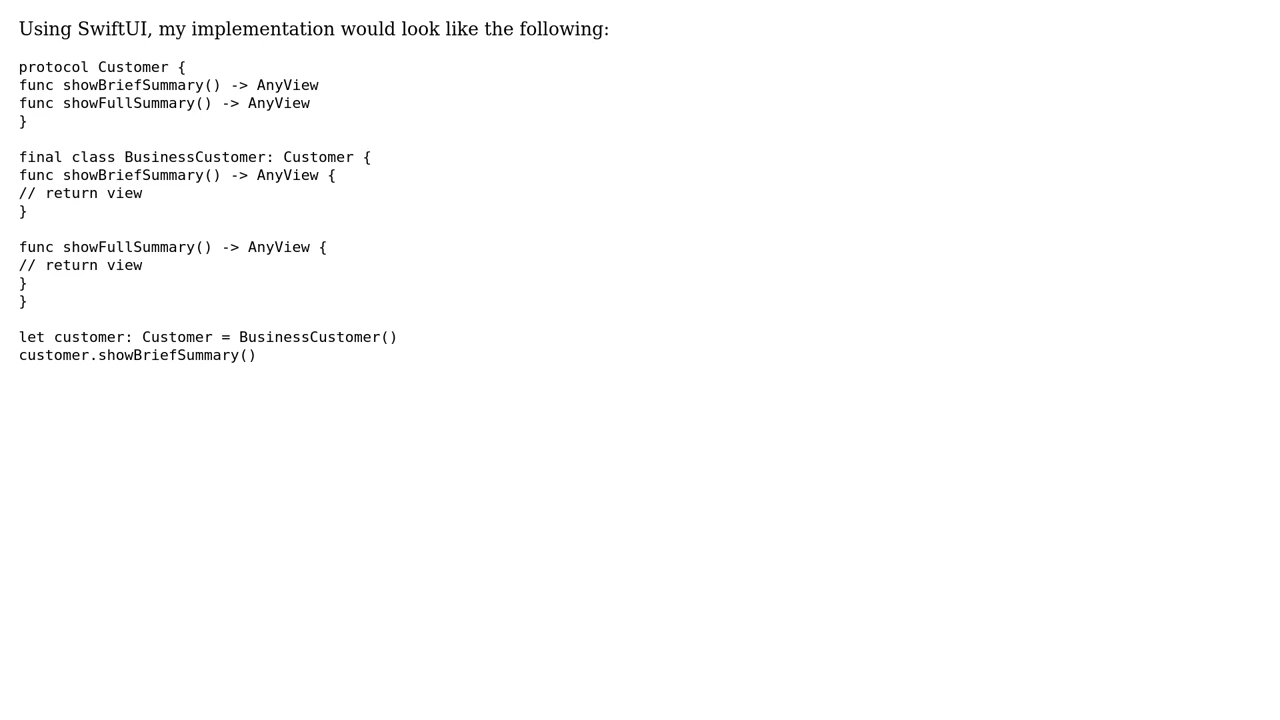 Using SwiftUI, my implementation would look like the following:
protocol Customer {
func showBriefSummary() -> AnyView
func showFullSummary() -> AnyView
}
final class BusinessCustomer: Customer {
func showBriefSummary() -> AnyView {
// return view
}
func showFullSummary() -> AnyView {
// return view
}
}
let customer: Customer = BusinessCustomer()
customer.showBriefSummary()